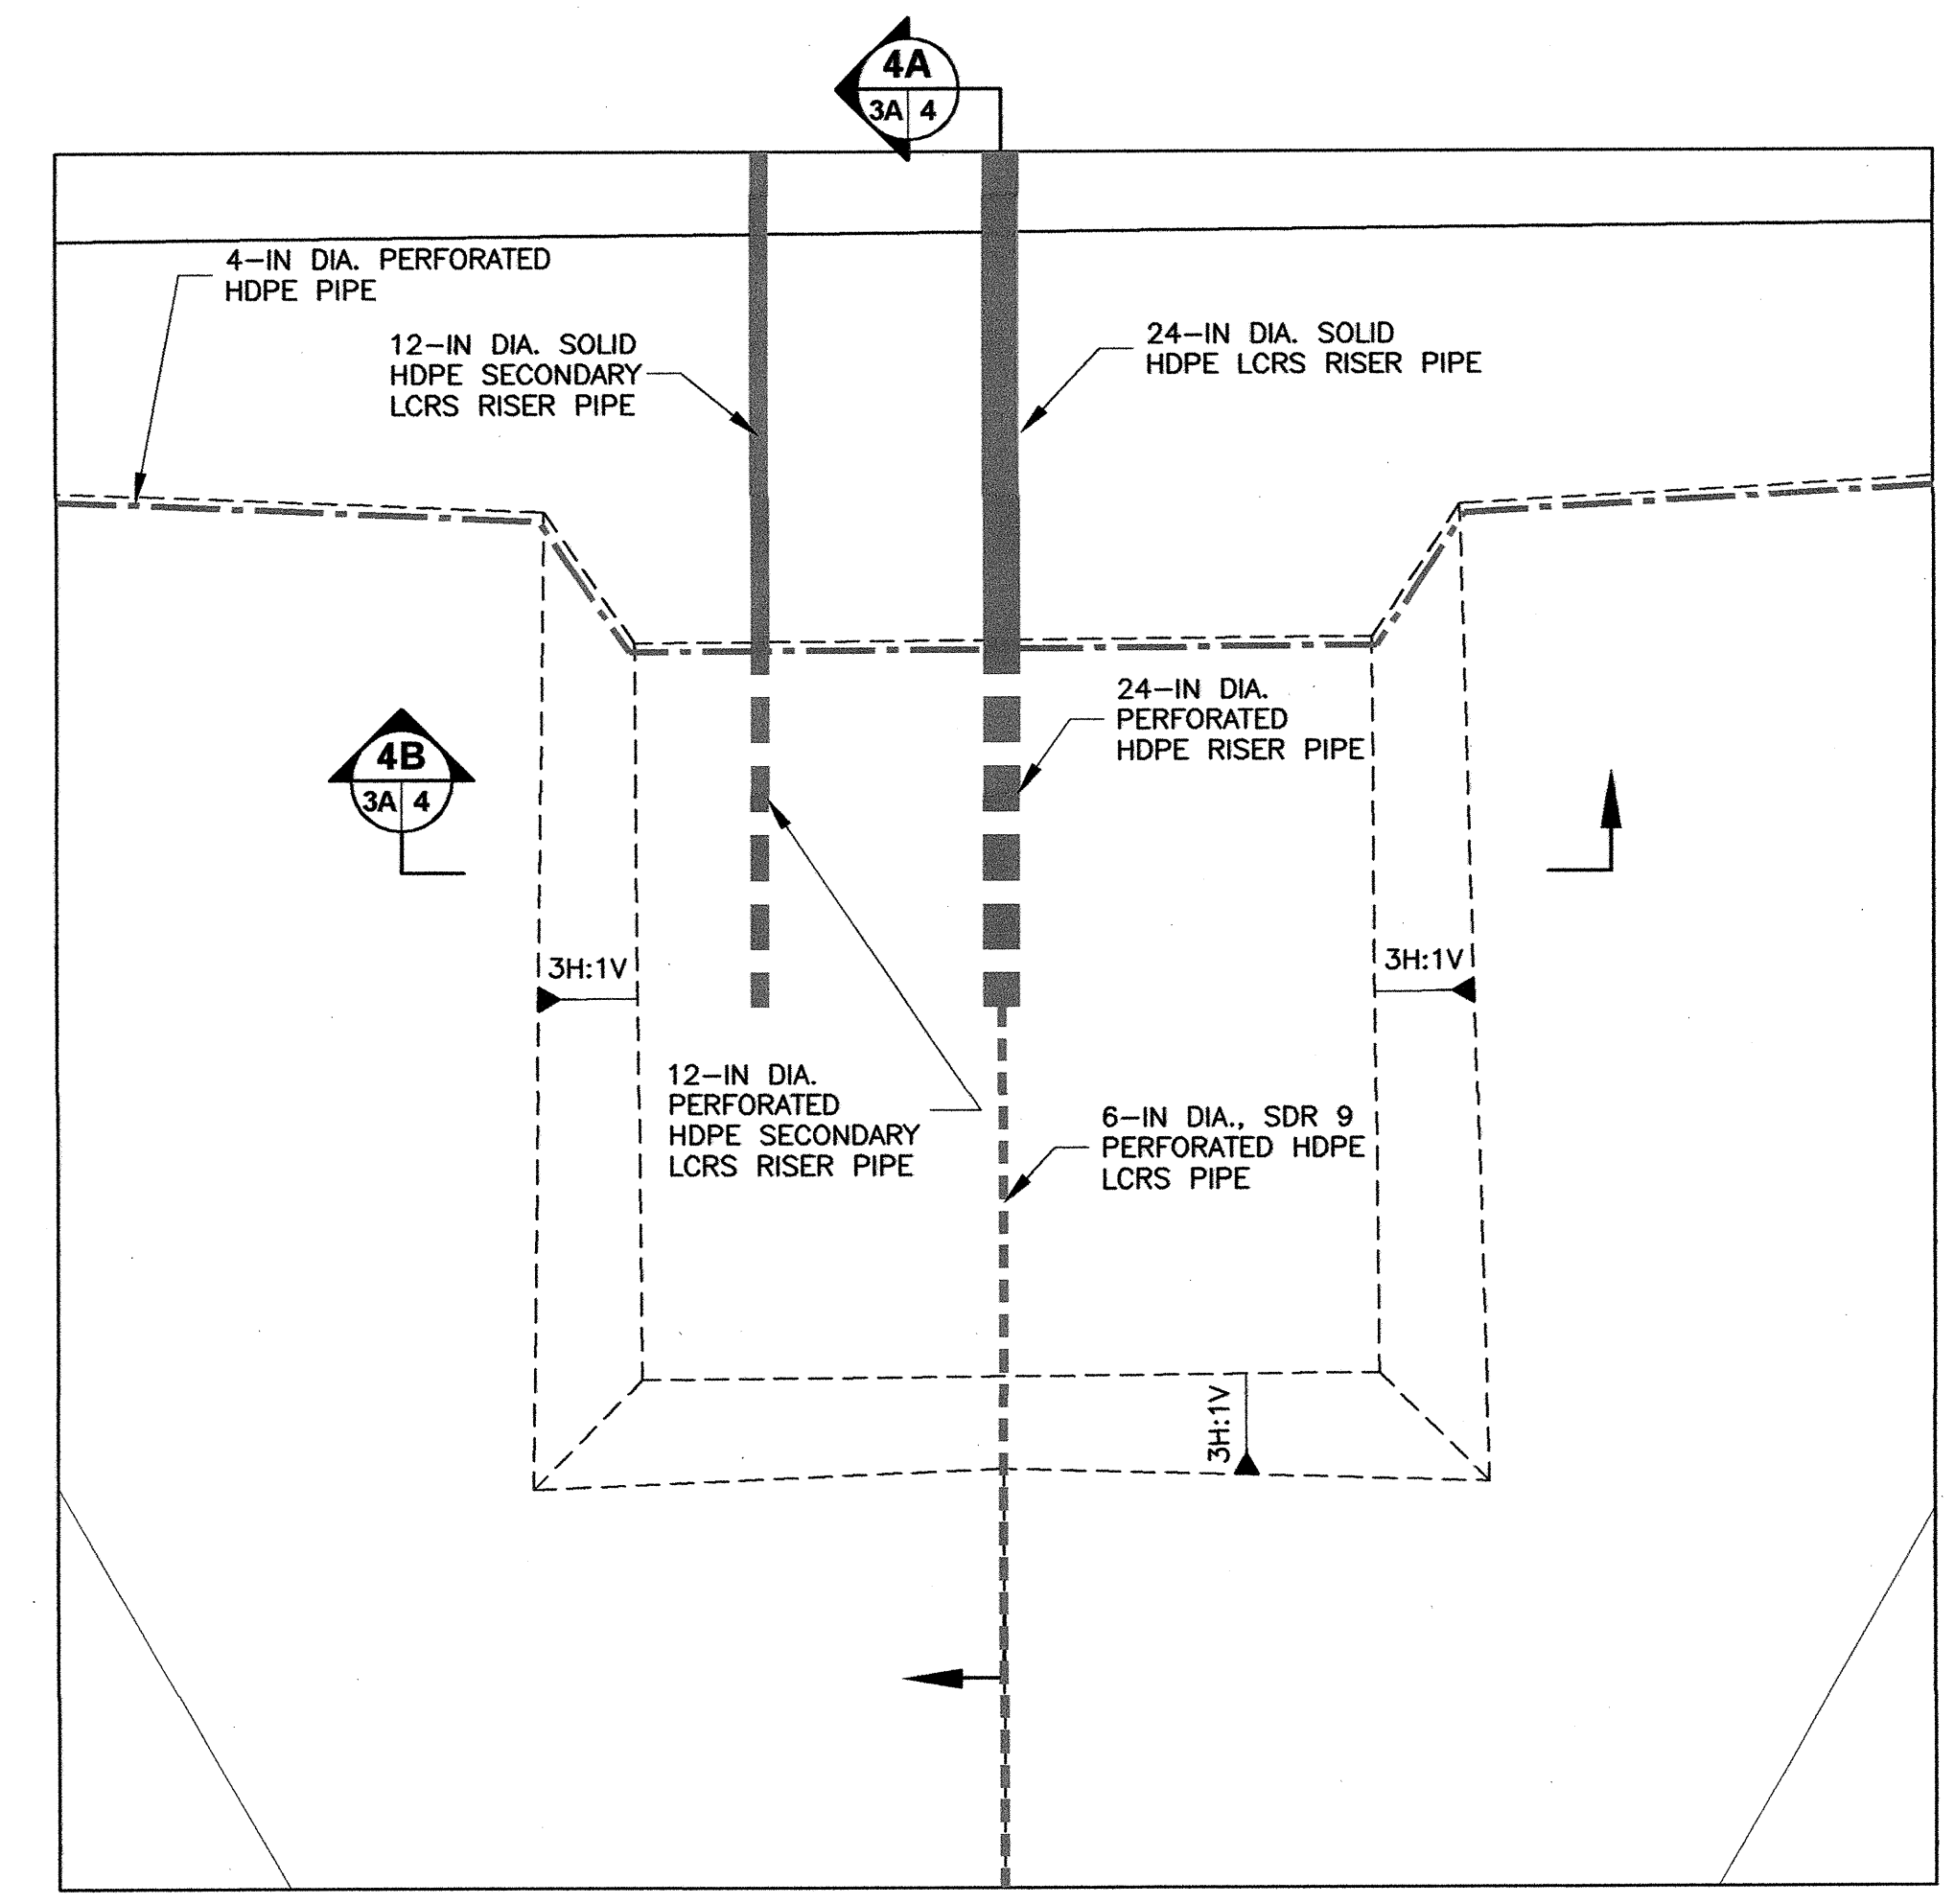 4A
3A 4
4-IN DIA. PERFORATED
HDPE PIPE
12-IN DIA. SOLID
HDPE SECONDARY
LCRS RISER PIPE
24-IN DIA. SOLID
HDPE LCRS RISER PIPE
24-IN DIA.
PERFORATED
HDPE RISER PIPE
4B
3A 4
3H:1V
3H:1V
12-IN DIA.
PERFORATED
HDPE SECONDARY
LCRS RISER PIPE
6-IN DIA., SDR 9
PERFORATED HDPE
LCRS PIPE
3H:1V